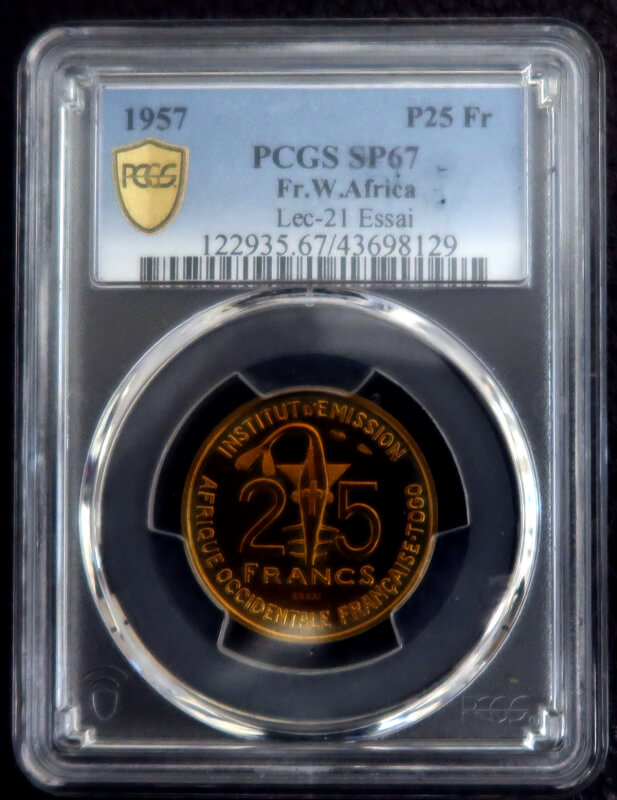 1957 P25 Fr
PCGS
PCGS SP67
Fr.W.Africa
Lec-21 Essai
122935.67/43698129
INSTITUT D'EMISSION
25
FRANCS
ESSAI
AFRIQUE OCCIDENTALE FRANÇAISE-TOGO
PCGS